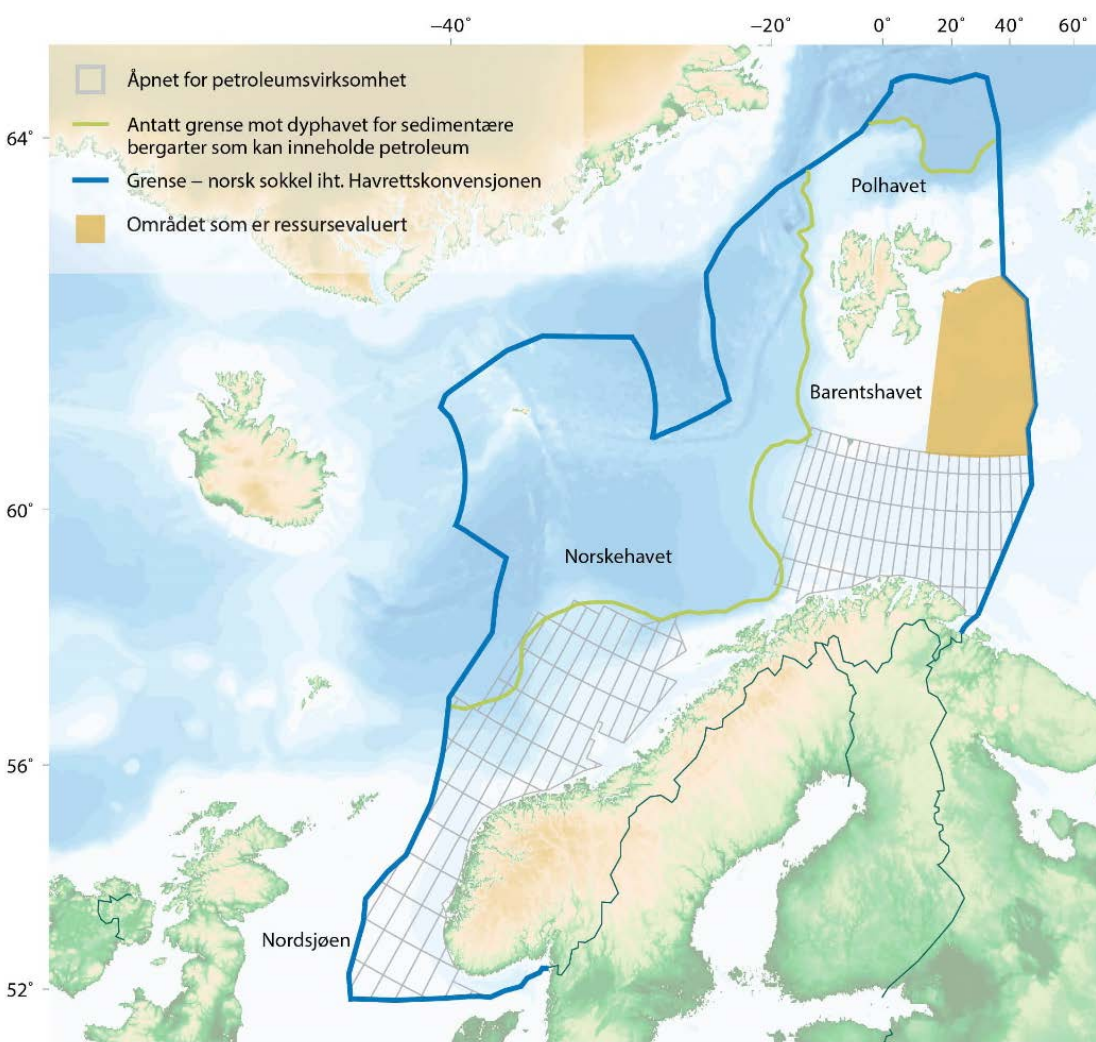 −40° −20° 0° 20° 40° 60°
Åpnet for petroleumsvirksomhet
Antatt grense mot dyphavet for sedimentære
bergarter som kan inneholde petroleum
Grense – norsk sokkel iht. Havrettskonvensjonen
Området som er ressursevaluert
64°
Polhavet
Barentshavet
60°
Norskehavet
56°
Nordsjøen
52°